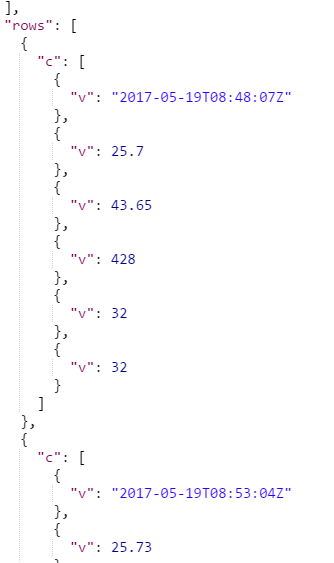 ],
"rows": [
{
"c": [
{
"v": "2017-05-19T08:48:07Z"
},
{
"v": 25.7
},
{
"v": 43.65
},
{
"v": 428
},
{
"v": 32
},
{
"v": 32
}
]
},
{
"c": [
{
"v": "2017-05-19T08:53:04Z"
},
{
"v": 25.73